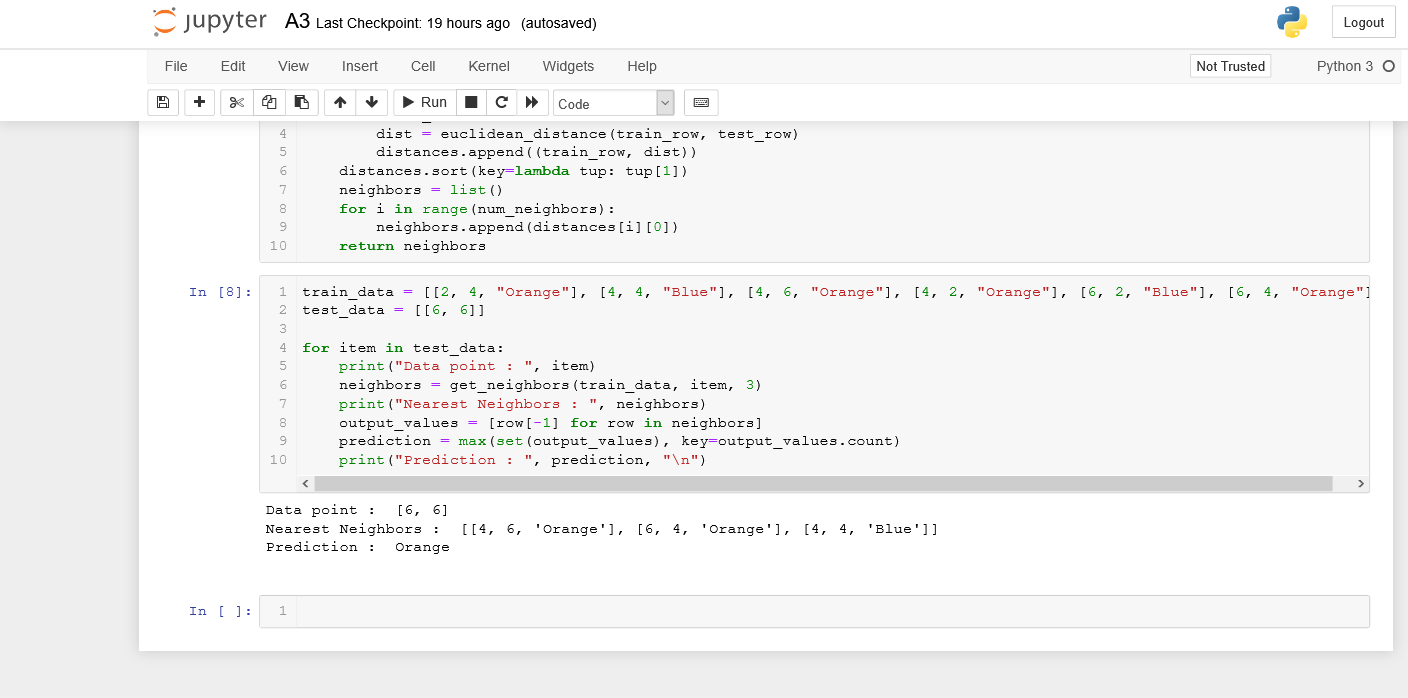 jupyter A3 Last Checkpoint: 19 hours ago (autosaved)
Logout
File Edit View Insert Cell Kernel Widgets Help Not Trusted Python 3
Run Code
4 dist = euclidean_distance(train_row, test_row)
5 distances.append((train_row, dist))
6 distances.sort(key=lambda tup: tup[1])
7 neighbors = list()
8 for i in range(num_neighbors):
9 neighbors.append(distances[i][0])
10 return neighbors
In [8]:
1 train_data = [[2, 4, "Orange"], [4, 4, "Blue"], [4, 6, "Orange"], [4, 2, "Orange"], [6, 2, "Blue"], [6, 4, "Orange"]
2 test_data = [[6, 6]]
3
4 for item in test_data:
5 print("Data point : ", item)
6 neighbors = get_neighbors(train_data, item, 3)
7 print("Nearest Neighbors : ", neighbors)
8 output_values = [row[-1] for row in neighbors]
9 prediction = max(set(output_values), key=output_values.count)
10 print("Prediction : ", prediction, "\n")
Data point :  [6, 6]
Nearest Neighbors :  [[4, 6, 'Orange'], [6, 4, 'Orange'], [4, 4, 'Blue']]
Prediction :  Orange
In [ ]: 1